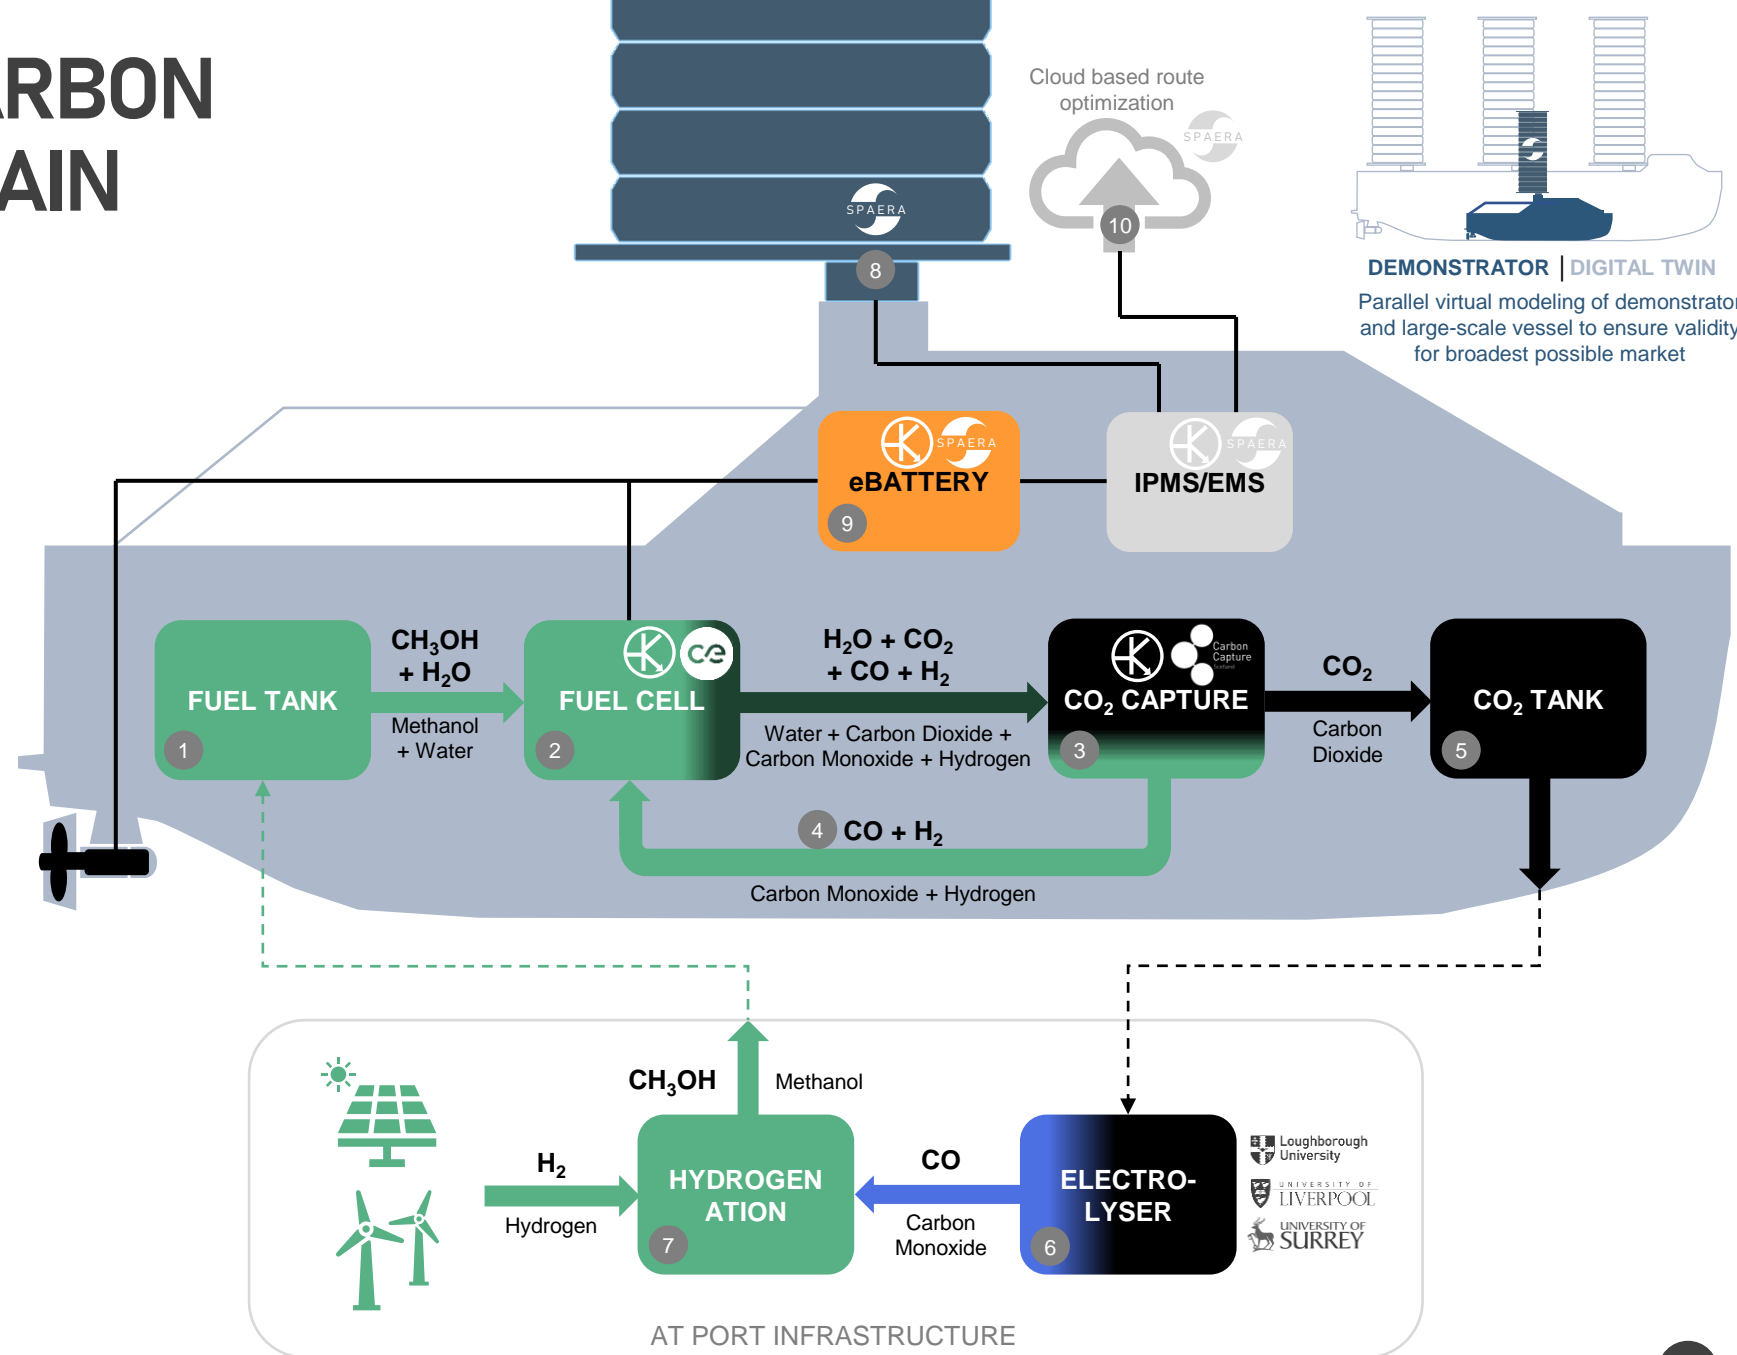 ARBON
AIN
Cloud based route
optimization
SPAERA
10
SPAERA
8
DEMONSTRATOR | DIGITAL TWIN
Parallel virtual modeling of demonstrator
and large-scale vessel to ensure validity
for broadest possible market
SPAERA
eBATTERY
9
SPAERA
IPMS/EMS
FUEL TANK
1
CH₃OH
+ H₂O
Methanol
+ Water
ce
FUEL CELL
2
H₂O + CO₂
+ CO + H₂
Water + Carbon Dioxide +
Carbon Monoxide + Hydrogen
Carbon
Capture
Scotland
CO₂ CAPTURE
3
CO₂
Carbon
Dioxide
CO₂ TANK
5
4 CO + H₂
Carbon Monoxide + Hydrogen
CH₃OH
Methanol
H₂
Hydrogen
HYDROGEN
ATION
7
CO
Carbon
Monoxide
ELECTRO-
LYSER
6
Loughborough
University
UNIVERSITY OF
LIVERPOOL
UNIVERSITY OF
SURREY
AT PORT INFRASTRUCTURE